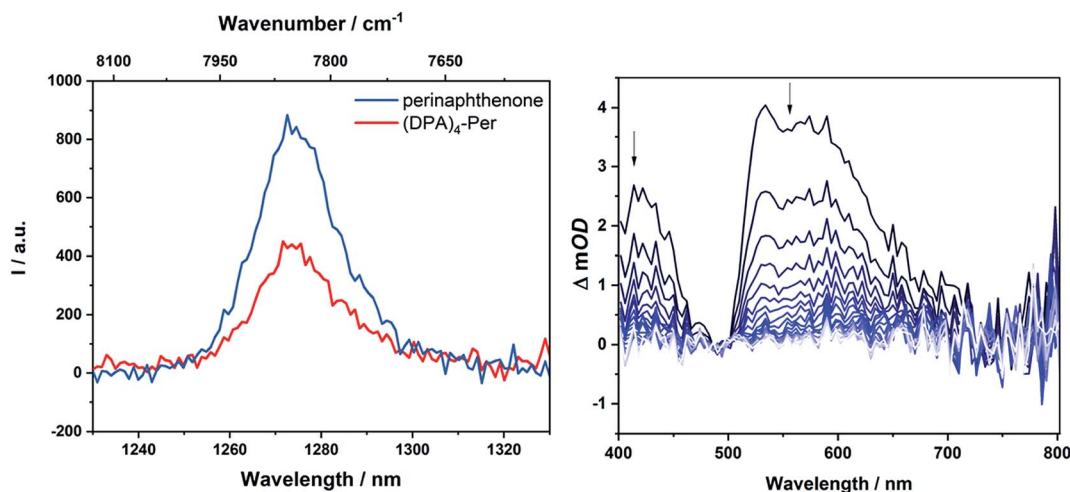 Wavenumber / cm⁻¹
8100 7950 7800 7650
1000
800
600
400
200
0
-200
I / a.u.
perinaphthenone
(DPA)₄-Per
1240 1260 1280 1300 1320
Wavelength / nm
4
3
2
1
0
-1
Δ mOD
400 500 600 700 800
Wavelength / nm